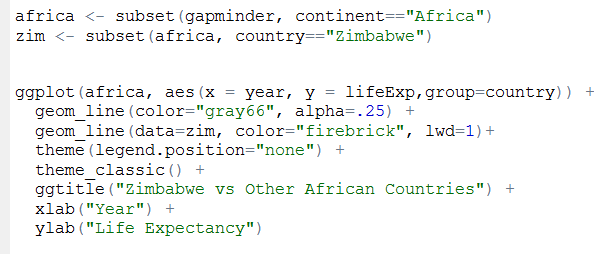 africa <- subset(gapminder, continent=="Africa")
zim <- subset(africa, country=="Zimbabwe")
ggplot(africa, aes(x = year, y = lifeExp,group=country)) +
  geom_line(color="gray66", alpha=.25) +
  geom_line(data=zim, color="firebrick", lwd=1)+
  theme(legend.position="none") +
  theme_classic() +
  ggtitle("Zimbabwe vs Other African Countries") +
  xlab("Year") +
  ylab("Life Expectancy")